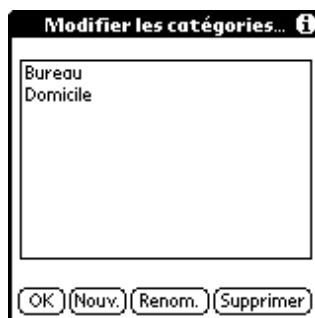 Modifier les catégories...
Bureau
Domicile
OK Nouv. Renom. Supprimer